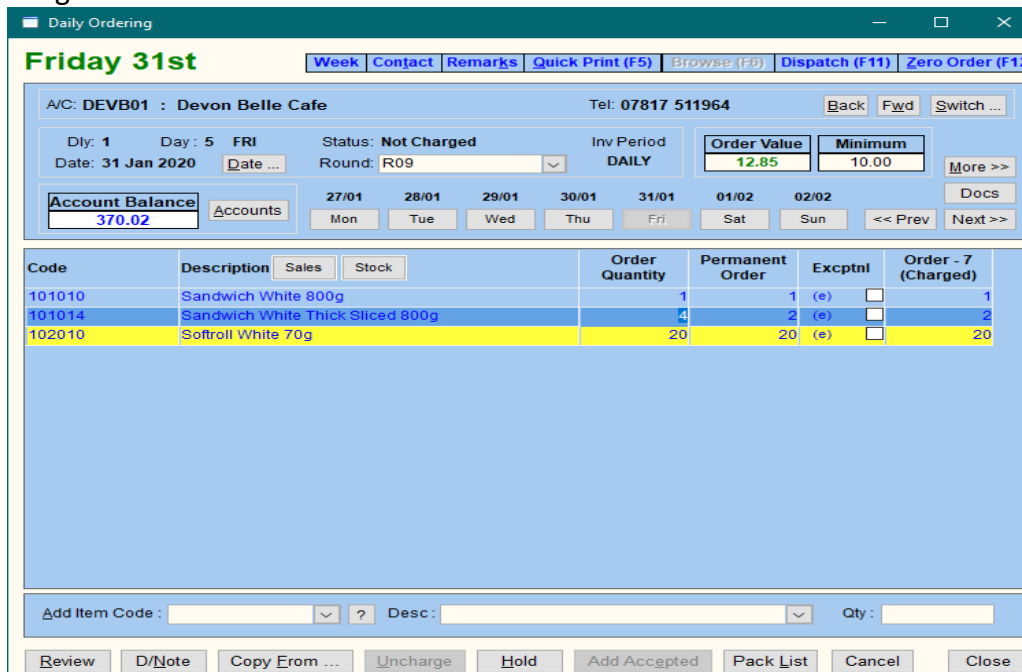 Daily Ordering
Friday 31st
Week Contact Remarks Quick Print (F5) Browse (F6) Dispatch (F11) Zero Order (F12
A/C: DEVB01 : Devon Belle Cafe Tel: 07817 511964 Back Fwd Switch ...
Dly: 1 Day: 5 FRI Status: Not Charged Inv Period Order Value Minimum
Date: 31 Jan 2020 Date ... Round: R09 DAILY 12.85 10.00 More >>
Account Balance Accounts 27/01 28/01 29/01 30/01 31/01 01/02 02/02 Docs
370.02 Mon Tue Wed Thu Fri Sat Sun << Prev Next >>
Code Description Sales Stock Order Quantity Permanent Order Excptnl Order - 7 (Charged)
101010 Sandwich White 800g 1 1 (e) 1
101014 Sandwich White Thick Sliced 800g 4 2 (e) 2
102010 Softroll White 70g 20 20 (e) 20
Add Item Code : ? Desc : Qty :
Review D/Note Copy From ... Uncharge Hold Add Accepted Pack List Cancel Close